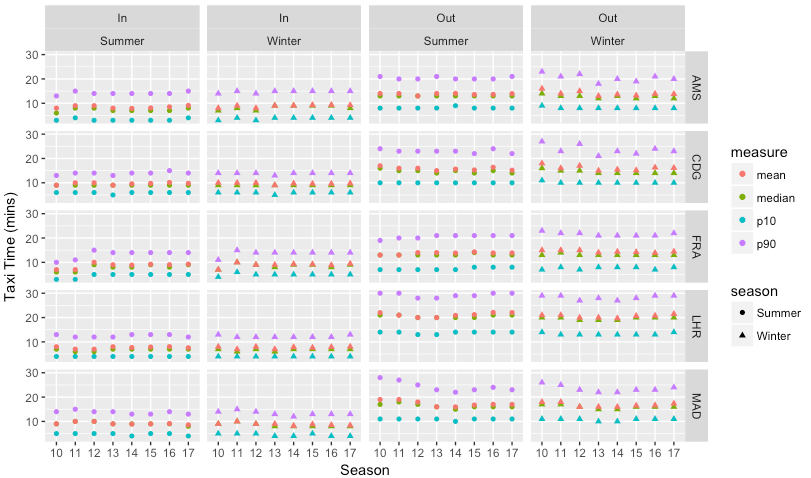 In In Out Out
Summer Winter Summer Winter
30
20
10
AMS
30
20
10
CDG
30
20
10
FRA
30
20
10
LHR
30
20
10
MAD
Taxi Time (mins)
10 11 12 13 14 15 16 17 10 11 12 13 14 15 16 17 10 11 12 13 14 15 16 17 10 11 12 13 14 15 16 17
Season
measure
mean
median
p10
p90
season
Summer
Winter